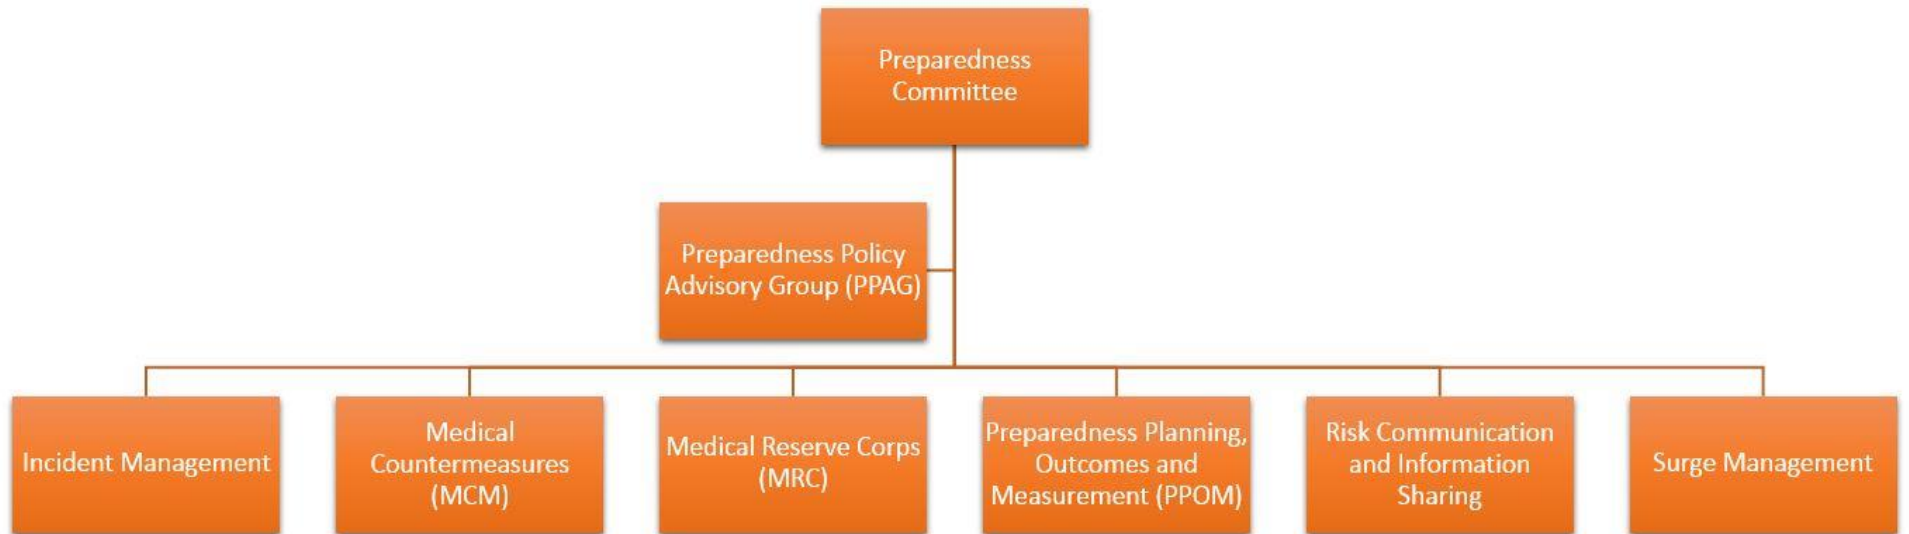 Preparedness
Committee
Preparedness Policy
Advisory Group (PPAG)
Incident Management
Medical
Countermeasures
(MCM)
Medical Reserve Corps
(MRC)
Preparedness Planning,
Outcomes and
Measurement (PPOM)
Risk Communication
and Information
Sharing
Surge Management